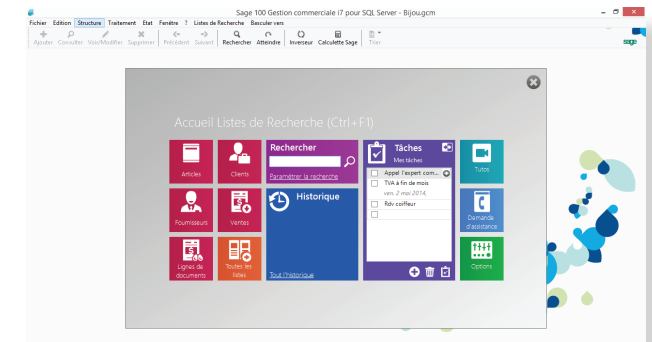 Sage 100 Gestion commerciale i7 pour SQL Server - Bijou.gcm
Fichier Edition Structure Traitement Etat Fenêtre ? Listes de Recherche Basculer vers
Ajouter Consulter Voir/Modifier Supprimer Précédent Suivant Rechercher Atteindre Inverseur Calculette Sage Trier
sage
Accueil Listes de Recherche (Ctrl+F1)
Articles
Clients
Rechercher
Paramétrer la recherche
Tâches
Mes tâches
Appel l'expert com...
TVA à fin de mois
ven. 2 mai 2014,
Rdv coiffeur
Tutos
Fournisseurs
Ventes
Historique
Demande
d'assistance
Lignes de
documents
Toutes les
listes
Tout l'historique
Options